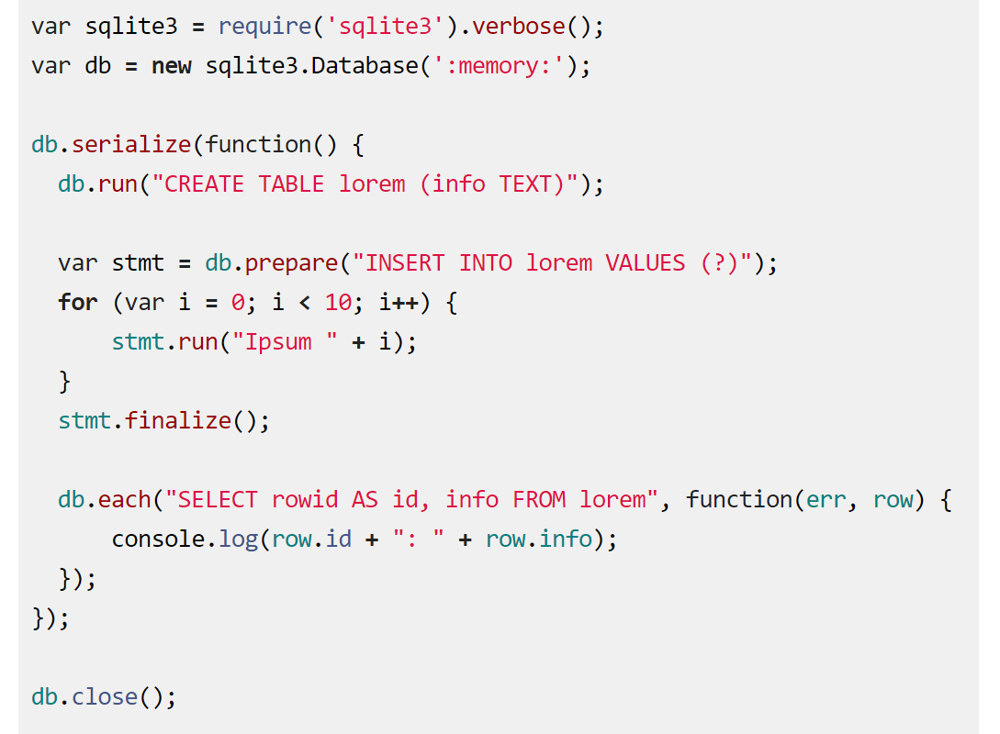 var sqlite3 = require('sqlite3').verbose();
var db = new sqlite3.Database(':memory:');

db.serialize(function() {
  db.run("CREATE TABLE lorem (info TEXT)");

  var stmt = db.prepare("INSERT INTO lorem VALUES (?)");
  for (var i = 0; i < 10; i++) {
      stmt.run("Ipsum " + i);
  }
  stmt.finalize();

  db.each("SELECT rowid AS id, info FROM lorem", function(err, row) {
      console.log(row.id + ": " + row.info);
  });
});

db.close();